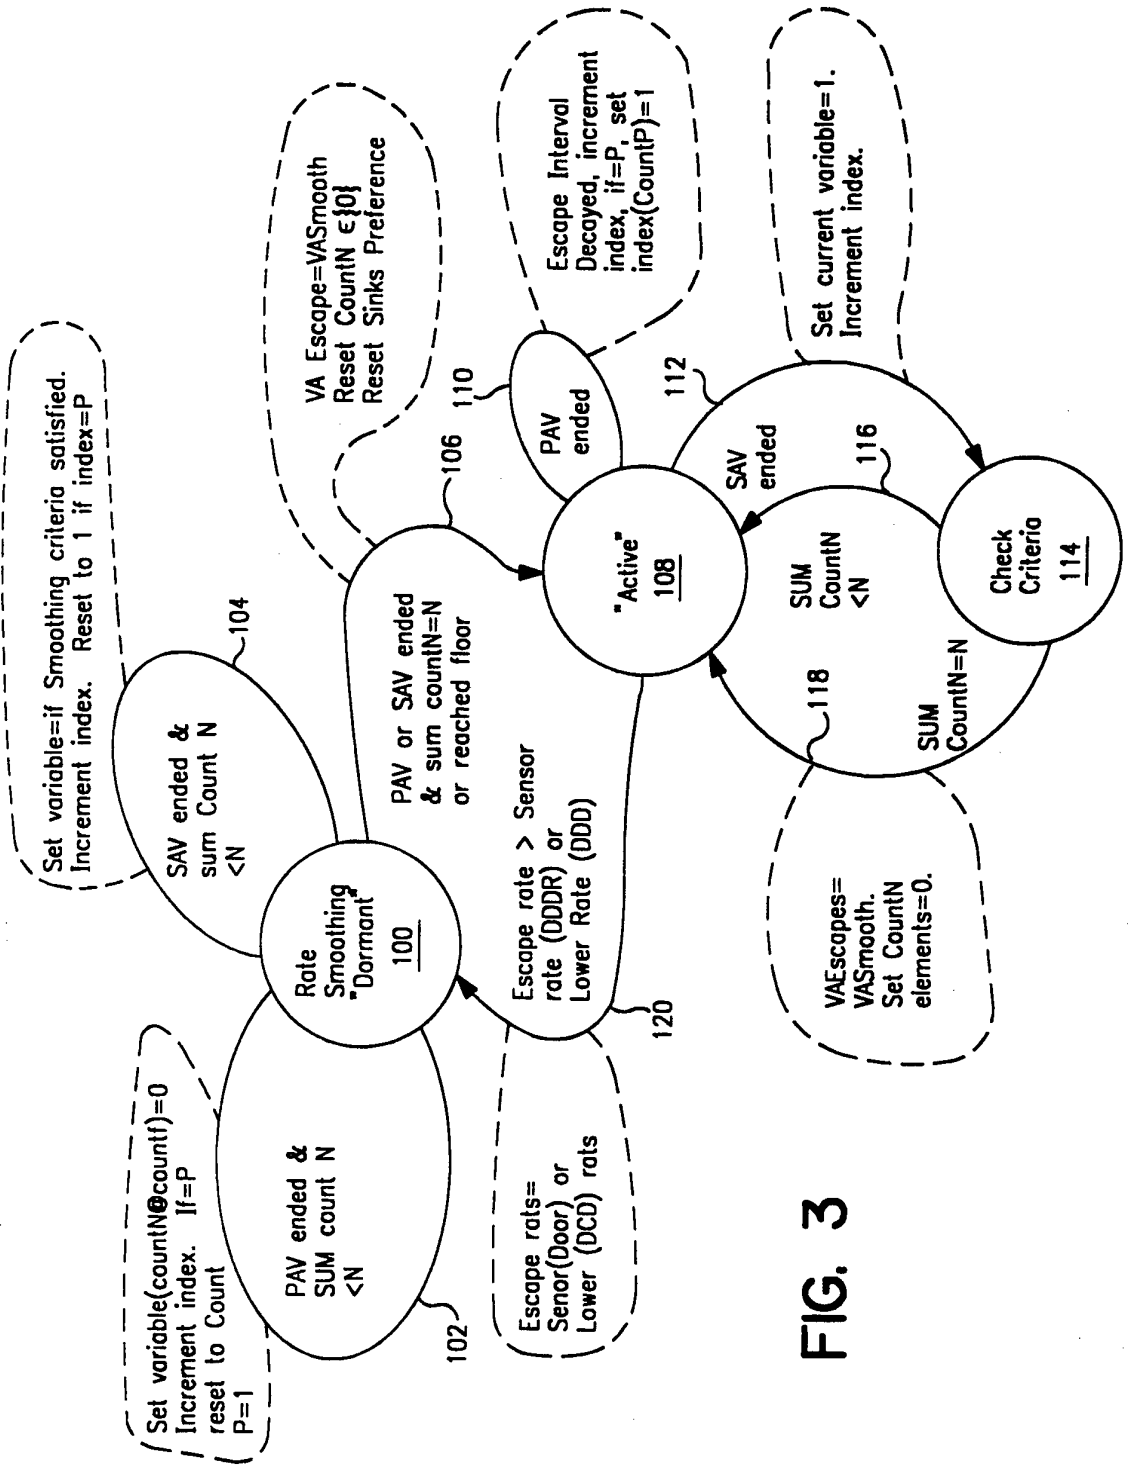 Set variable(countN@countf)=0
Increment index. If=P
reset to Count
P=1
PAV ended &
SUM count N
<N
102
Set variable=if Smoothing criteria satisfied.
Increment index. Reset to 1 if index=P
SAV ended &
sum Count N
<N
104
Rate
Smoothing
"Dormant"
100
VA Escape=VASmooth
Reset CountN ϵ{0}
Reset Sinks Preference
PAV or SAV ended
& sum countN=N
or reached floor
106
Escape rate > Sensor
rate (DDDR) or
Lower Rate (DDD)
120
Escape rats=
Senor(Door) or
Lower (DCD) rats
"Active"
108
PAV
ended
110
Escape Interval
Decayed, increment
index, if=P, set
index(CountP)=1
SAV
ended
112
Set current variable=1.
Increment index.
SUM
CountN
<N
116
Check
Criteria
114
SUM
CountN=N
118
VAEscapes=
VASmooth.
Set CountN
elements=0.
FIG. 3